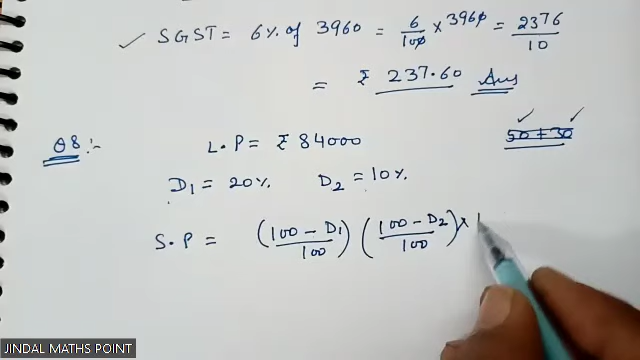 ✓ SGST = 6% of 3960 = 6/100 × 3960 = 2376/10
= ₹ 237.60 Ans
50 + 30
Q8:-
L.P = ₹ 84000
D1 = 20% D2 = 10%
S.P = (100 - D1/100) (100 - D2/100) ×
JINDAL MATHS POINT